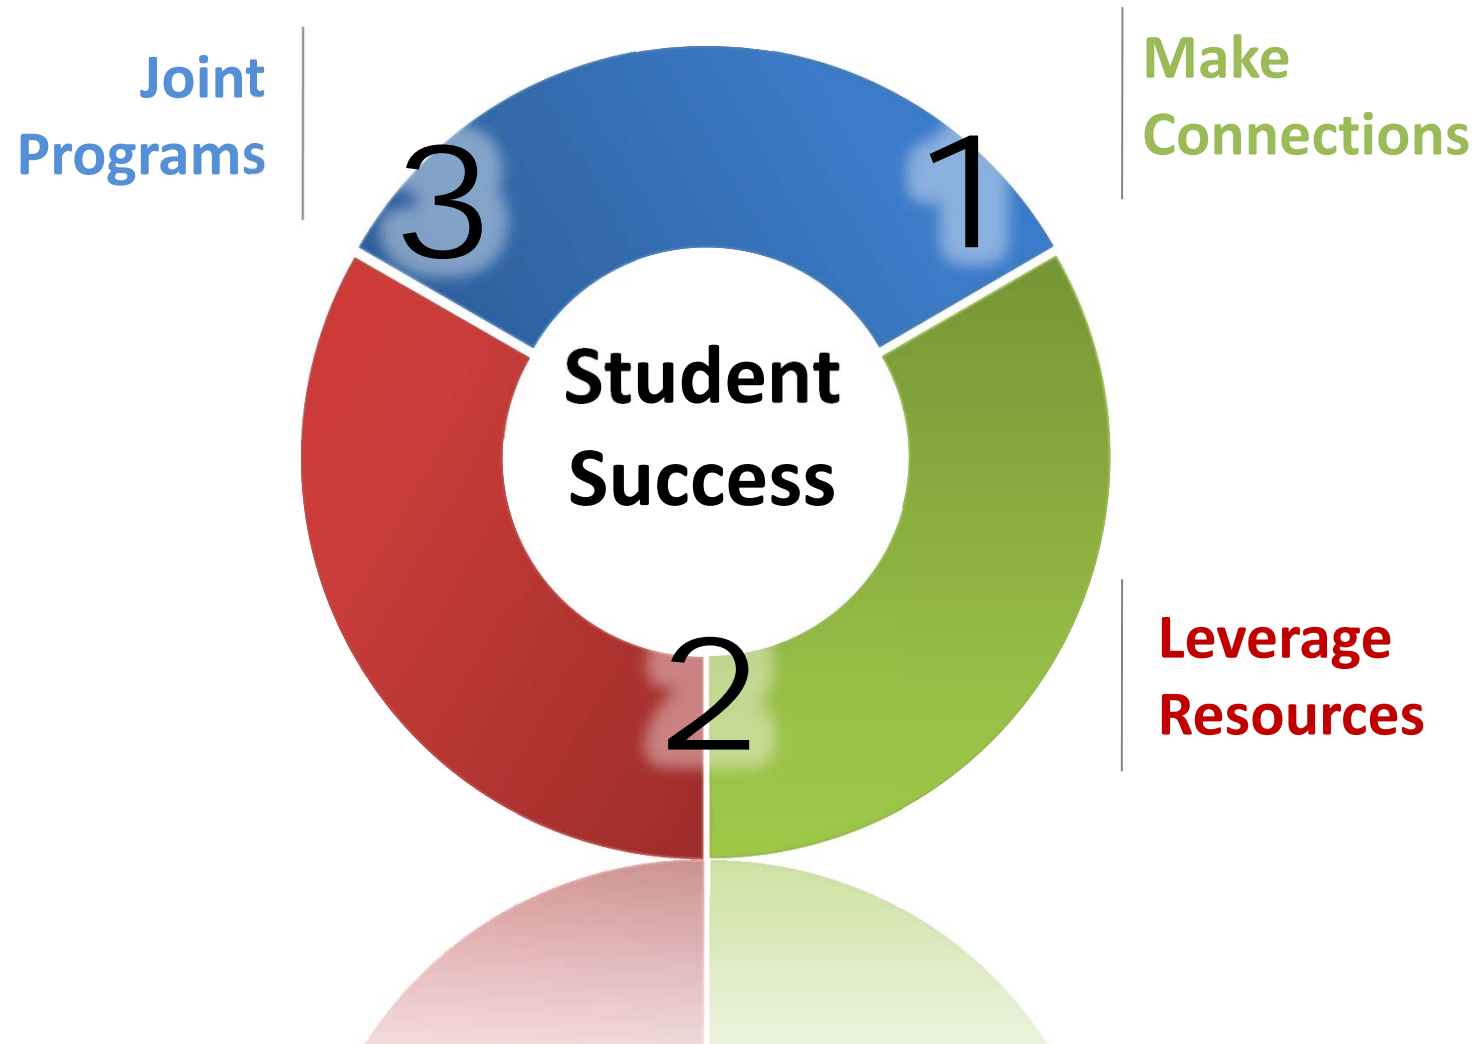 Joint
Programs
3
1
Make
Connections
Student
Success
2
Leverage
Resources